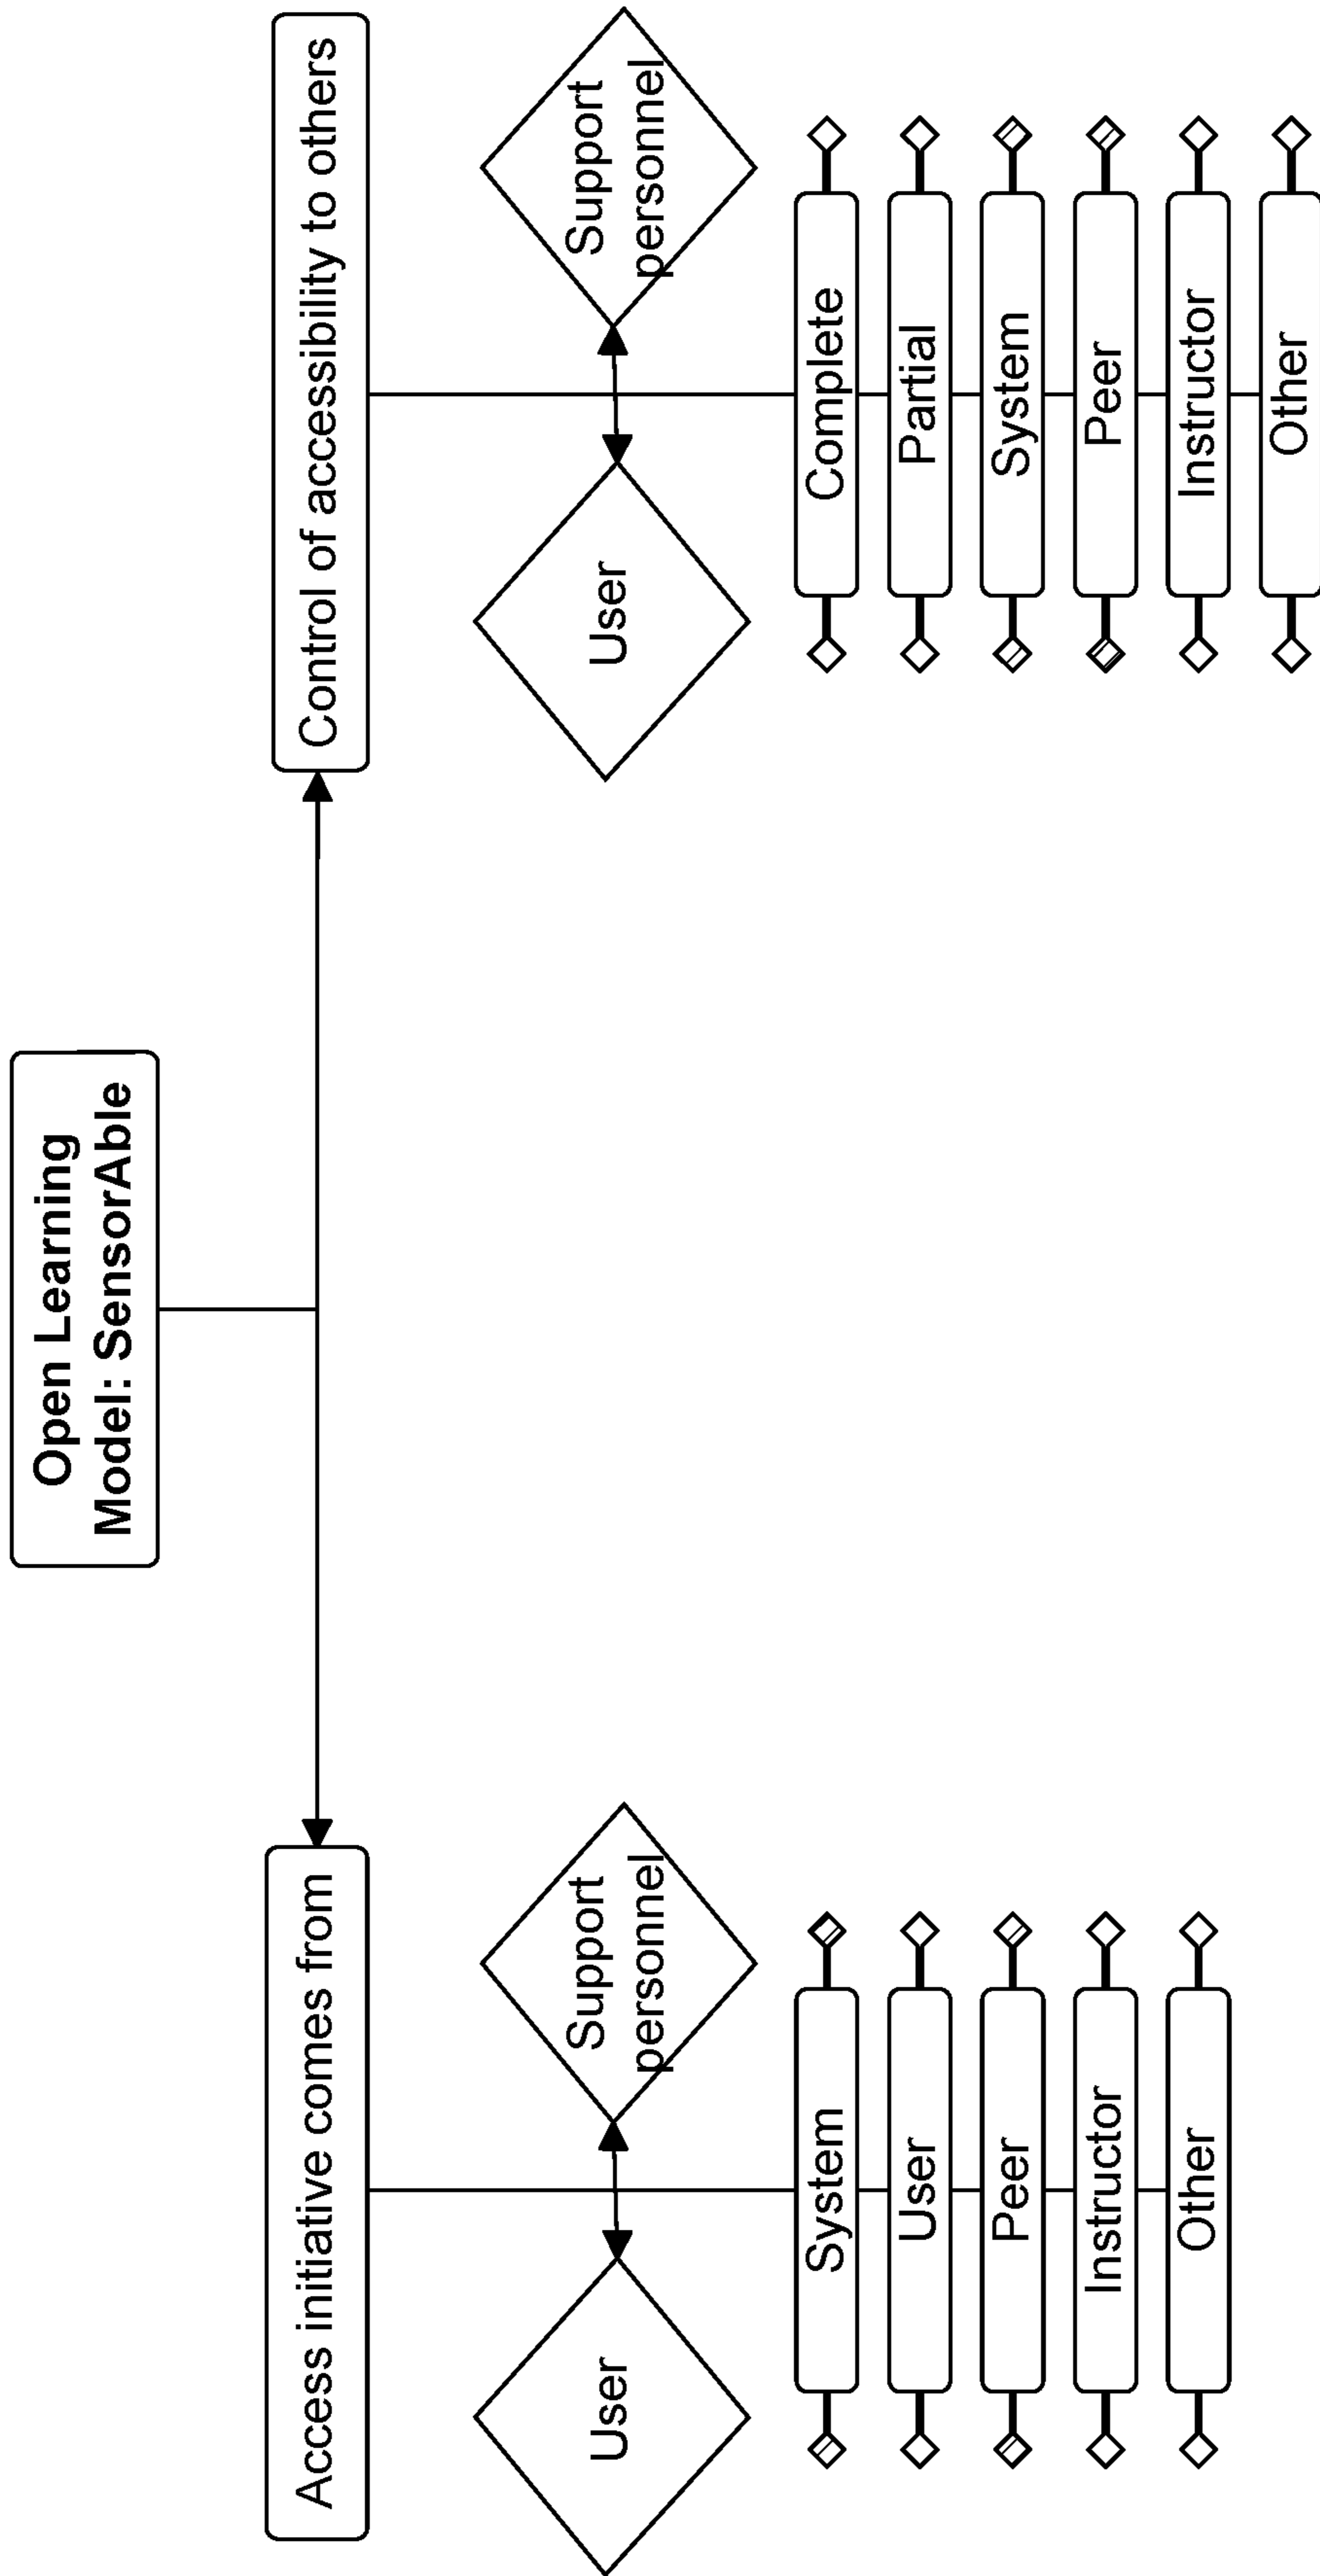 Open Learning
Model: SensorAble
Access initiative comes from
User
Support
personnel
System
User
Peer
Instructor
Other
Control of accessibility to others
User
Support
personnel
Complete
Partial
System
Peer
Instructor
Other